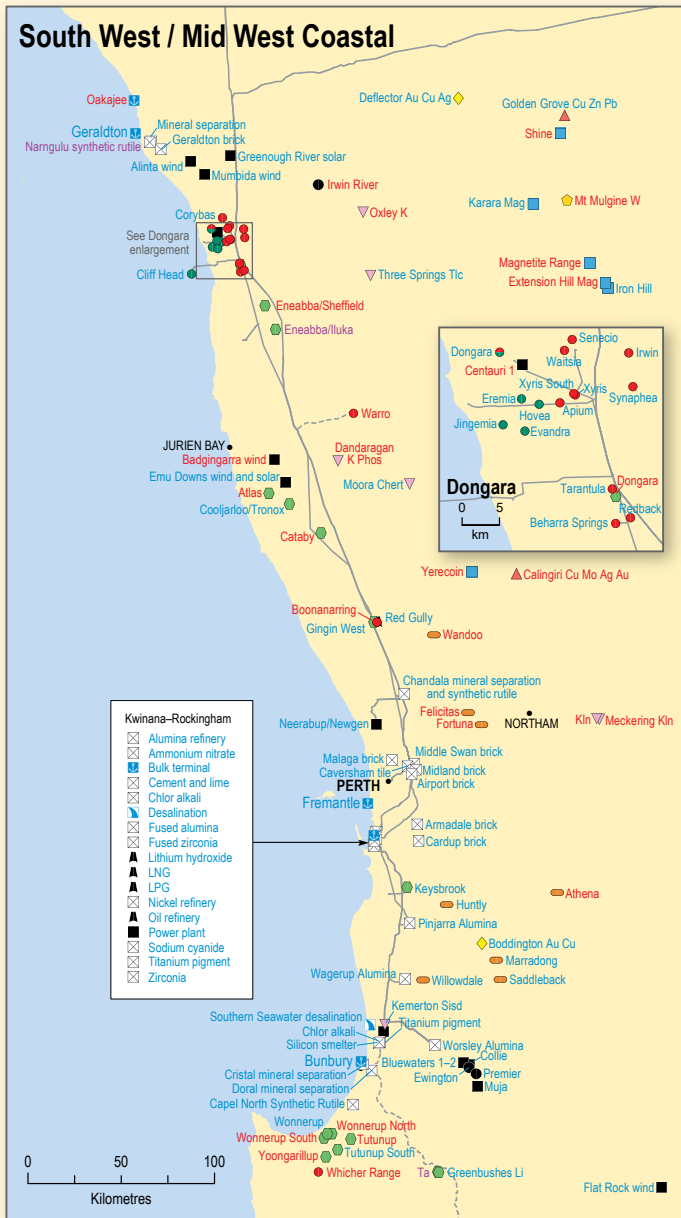 South West / Mid West Coastal
Oakajee
Deflector Au Cu Ag
Golden Grove Cu Zn Pb
Geraldton
Mineral separation
Shine
Narngulu synthetic rutile
Geraldton brick
Greenough River solar
Alinta wind
Mumbida wind
Irwin River
Karara Mag
Mt Mulgine W
Corybas
Oxley K
See Dongara
enlargement
Cliff Head
Three Springs Tlc
Magnetite Range
Extension Hill Mag
Iron Hill
Eneabba/Sheffield
Eneabba/Iluka
Senecio
Dongara
Waitsia
Irwin
Centauri 1
Xyris South
Xyris
Synaphea
Eremia
Hovea
Apium
Jingemia
Evandra
Dongara
Tarantula
Dongara
Redback
0
5
km
Beharra Springs
Warro
JURIEN BAY
Badgingarra wind
Dandaragan
K Phos
Emu Downs wind and solar
Moora Chert
Atlas
Cooljarloo/Tronox
Cataby
Yerecoin
Calingiri Cu Mo Ag Au
Boonanarring
Red Gully
Gingin West
Wandoo
Chandala mineral separation
and synthetic rutile
Neerabup/Newgen
Felicitas
Fortuna
NORTHAM
Kln
Meckering Kln
Malaga brick
Middle Swan brick
Caversham tile
Midland brick
PERTH
Airport brick
Fremantle
Armadale brick
Cardup brick
Kwinana–Rockingham
Alumina refinery
Ammonium nitrate
Bulk terminal
Cement and lime
Chlor alkali
Desalination
Fused alumina
Fused zirconia
Lithium hydroxide
LNG
LPG
Nickel refinery
Oil refinery
Power plant
Sodium cyanide
Titanium pigment
Zirconia
Keysbrook
Athena
Huntly
Pinjarra Alumina
Boddington Au Cu
Marradong
Wagerup Alumina
Willowdale
Saddleback
Kemerton Sisd
Southern Seawater desalination
Titanium pigment
Chlor alkali
Silicon smelter
Worsley Alumina
Bunbury
Bluewaters 1–2
Collie
Cristal mineral separation
Ewington
Premier
Doral mineral separation
Muja
Capel North Synthetic Rutile
Wonnerup
Wonnerup North
Wonnerup South
Tutunup
Yoongarillup
Tutunup South
Whicher Range
Ta
Greenbushes Li
Flat Rock wind
0
50
100
Kilometres